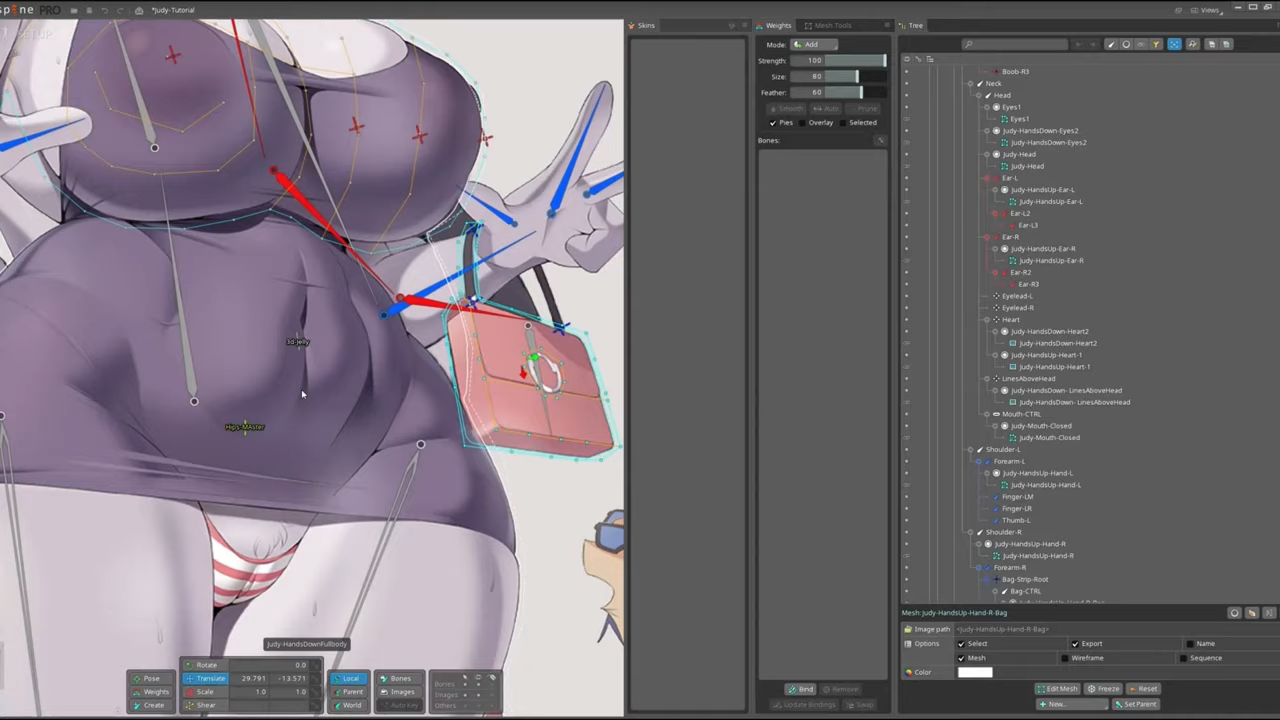 spine PRO
*Judy-Tutorial
Views
SETUP
Skins
Weights
Mesh Tools
Tree
Mode:
Add
Strength:
100
Size:
80
Feather:
60
Smooth
Auto
Prune
Pies
Overlay
Selected
Bones:
Bind
Remove
Update Bindings
Swap
Boob-R3
Neck
Head
Eyes1
Eyes1
Judy-HandsDown-Eyes2
Judy-HandsDown-Eyes2
Judy-Head
Judy-Head
Ear-L
Judy-HandsUp-Ear-L
Judy-HandsUp-Ear-L
Ear-L2
Ear-L3
Ear-R
Judy-HandsUp-Ear-R
Judy-HandsUp-Ear-R
Ear-R2
Ear-R3
Eyelead-L
Eyelead-R
Heart
Judy-HandsDown-Heart2
Judy-HandsDown-Heart2
Judy-HandsUp-Heart-1
Judy-HandsUp-Heart-1
LinesAboveHead
Judy-HandsDown- LinesAboveHead
Judy-HandsDown- LinesAboveHead
Mouth-CTRL
Judy-Mouth-Closed
Judy-Mouth-Closed
Shoulder-L
Forearm-L
Judy-HandsUp-Hand-L
Judy-HandsUp-Hand-L
Finger-LM
Finger-LR
Thumb-L
Shoulder-R
Judy-HandsUp-Hand-R
Judy-HandsUp-Hand-R
Forearm-R
Bag-Strip-Root
Bag-CTRL
Mesh: Judy-HandsUp-Hand-R-Bag
Image path
<Judy-HandsUp-Hand-R-Bag>
Options
Select
Export
Name
Mesh
Wireframe
Sequence
Color
Edit Mesh
Freeze
Reset
New...
Set Parent
3d-Jelly
Hips-MAster
Judy-HandsDownFullbody
Pose
Weights
Create
Rotate
0.0
Translate
29.791
-13.571
Scale
1.0
1.0
Shear
Local
Parent
World
Bones
Images
Auto Key
Bones
Images
Others